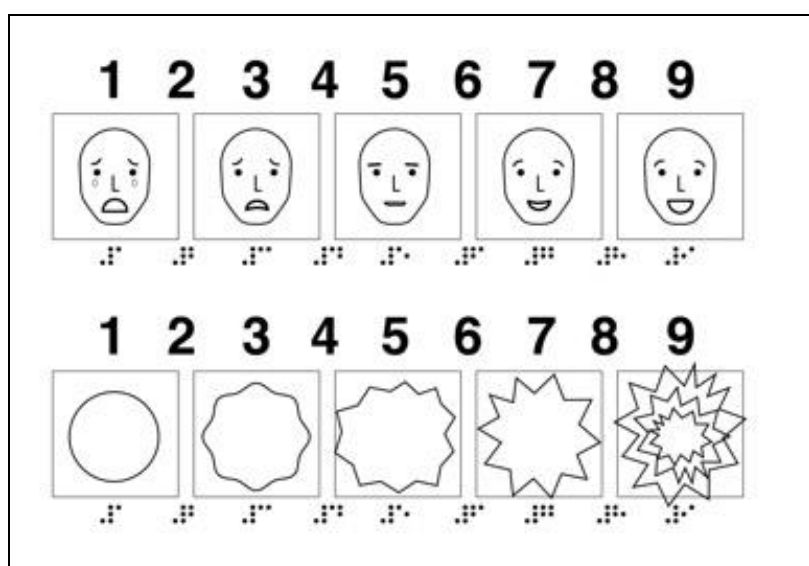 1 2 3 4 5 6 7 8 9
⠼⠁ ⠼⠃ ⠼⠉ ⠼⠙ ⠼⠑ ⠼⠋ ⠼⠛ ⠼⠓ ⠼⠊
1 2 3 4 5 6 7 8 9
⠼⠁ ⠼⠃ ⠼⠉ ⠼⠙ ⠼⠑ ⠼⠋ ⠼⠛ ⠼⠓ ⠼⠊